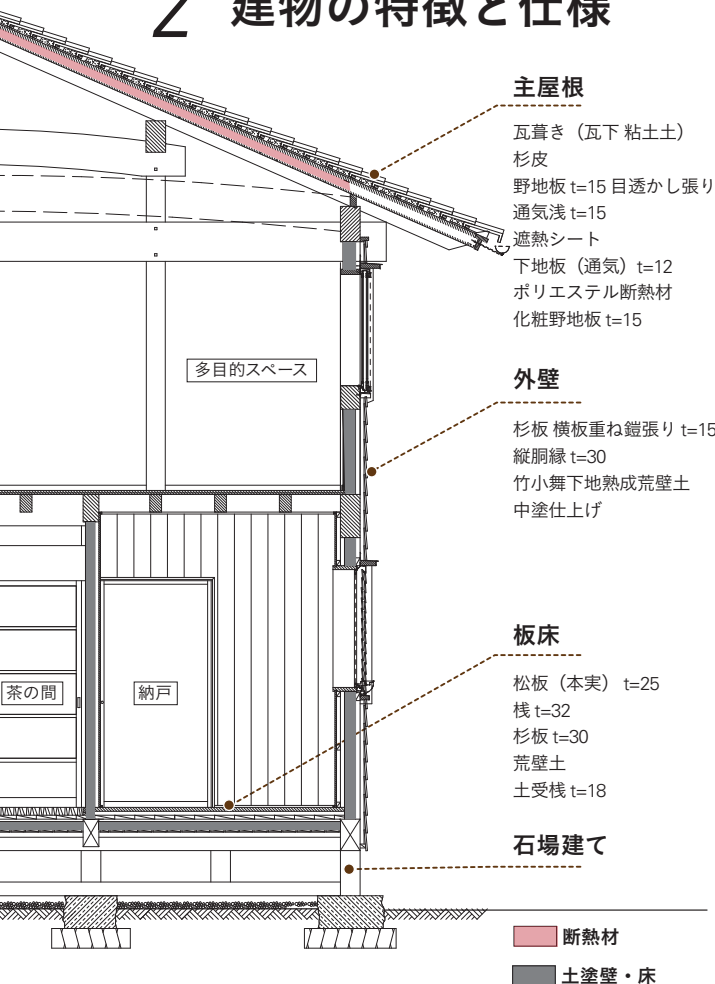 2 建物の特徴と仕様
主屋根
瓦葺き（瓦下 粘土土）
杉皮
野地板 t=15 目透かし張り
通気浅 t=15
遮熱シート
下地板（通気）t=12
ポリエステル断熱材
化粧野地板 t=15
多目的スペース
外壁
杉板 横板重ね鎧張り t=15
縦胴縁 t=30
竹小舞下地熟成荒壁土
中塗仕上げ
板床
松板（本実） t=25
桟 t=32
杉板 t=30
荒壁土
土受桟 t=18
茶の間
納戸
石場建て
断熱材
土塗壁・床